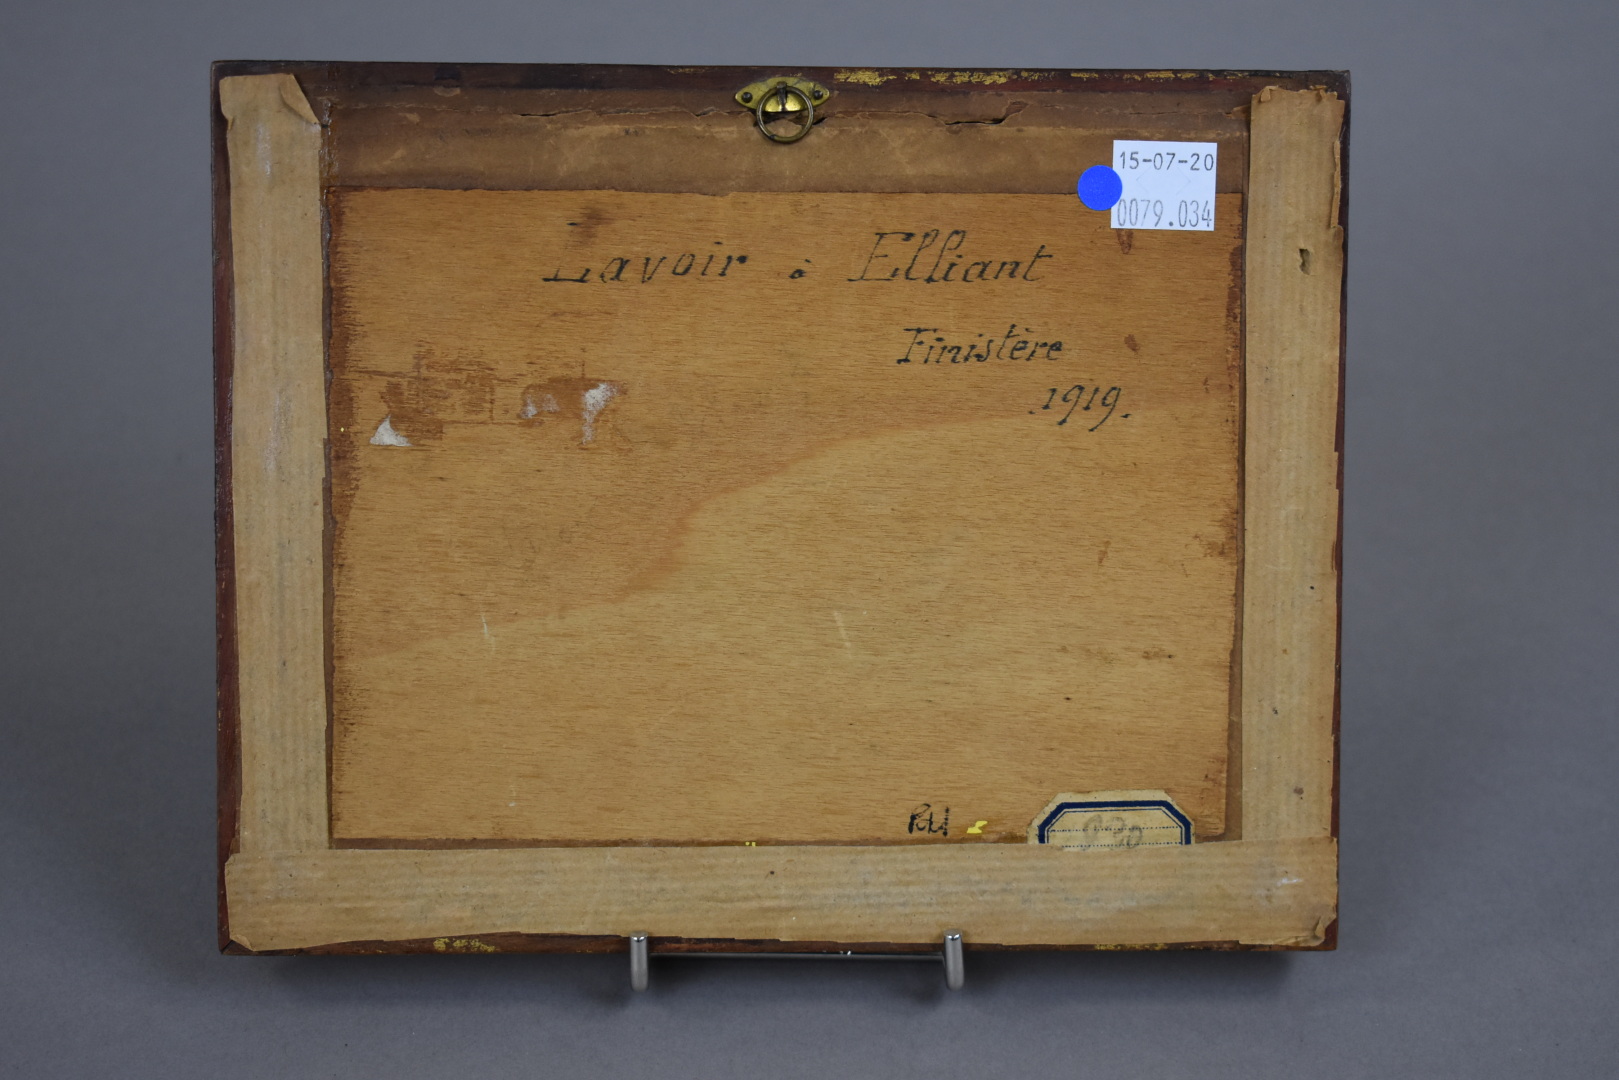 15-07-20
0079.034
Lavoir à Elliant
Finistère
1919.